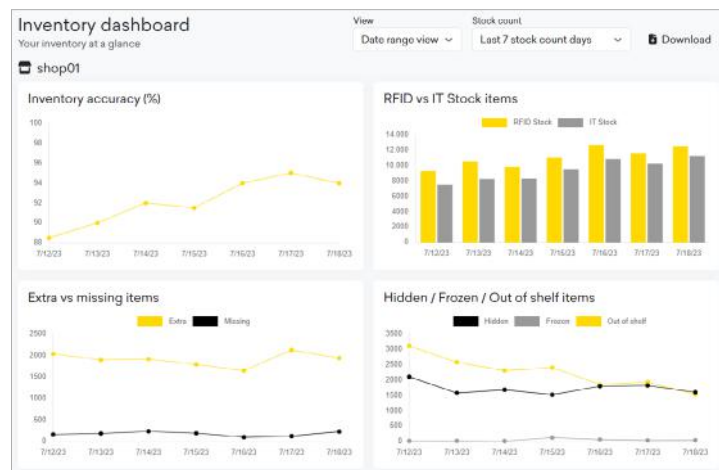 Inventory dashboard
Your inventory at a glance
View
Date range view
Stock count
Last 7 stock count days
Download
shop01
Inventory accuracy (%)
100
98
96
94
92
90
88
7/12/23 7/13/23 7/14/23 7/15/23 7/16/23 7/17/23 7/18/23
RFID vs IT Stock items
RFID Stock IT Stock
14.000
12.000
10.000
8000
6000
4000
2000
0
7/12/23 7/13/23 7/14/23 7/15/23 7/16/23 7/17/23 7/18/23
Extra vs missing items
Extra Missing
2500
2000
1500
1000
500
0
7/12/23 7/13/23 7/14/23 7/15/23 7/16/23 7/17/23 7/18/23
Hidden / Frozen / Out of shelf items
Hidden Frozen Out of shelf
3500
3000
2500
2000
1500
1000
500
0
7/12/23 7/13/23 7/14/23 7/15/23 7/16/23 7/17/23 7/18/23